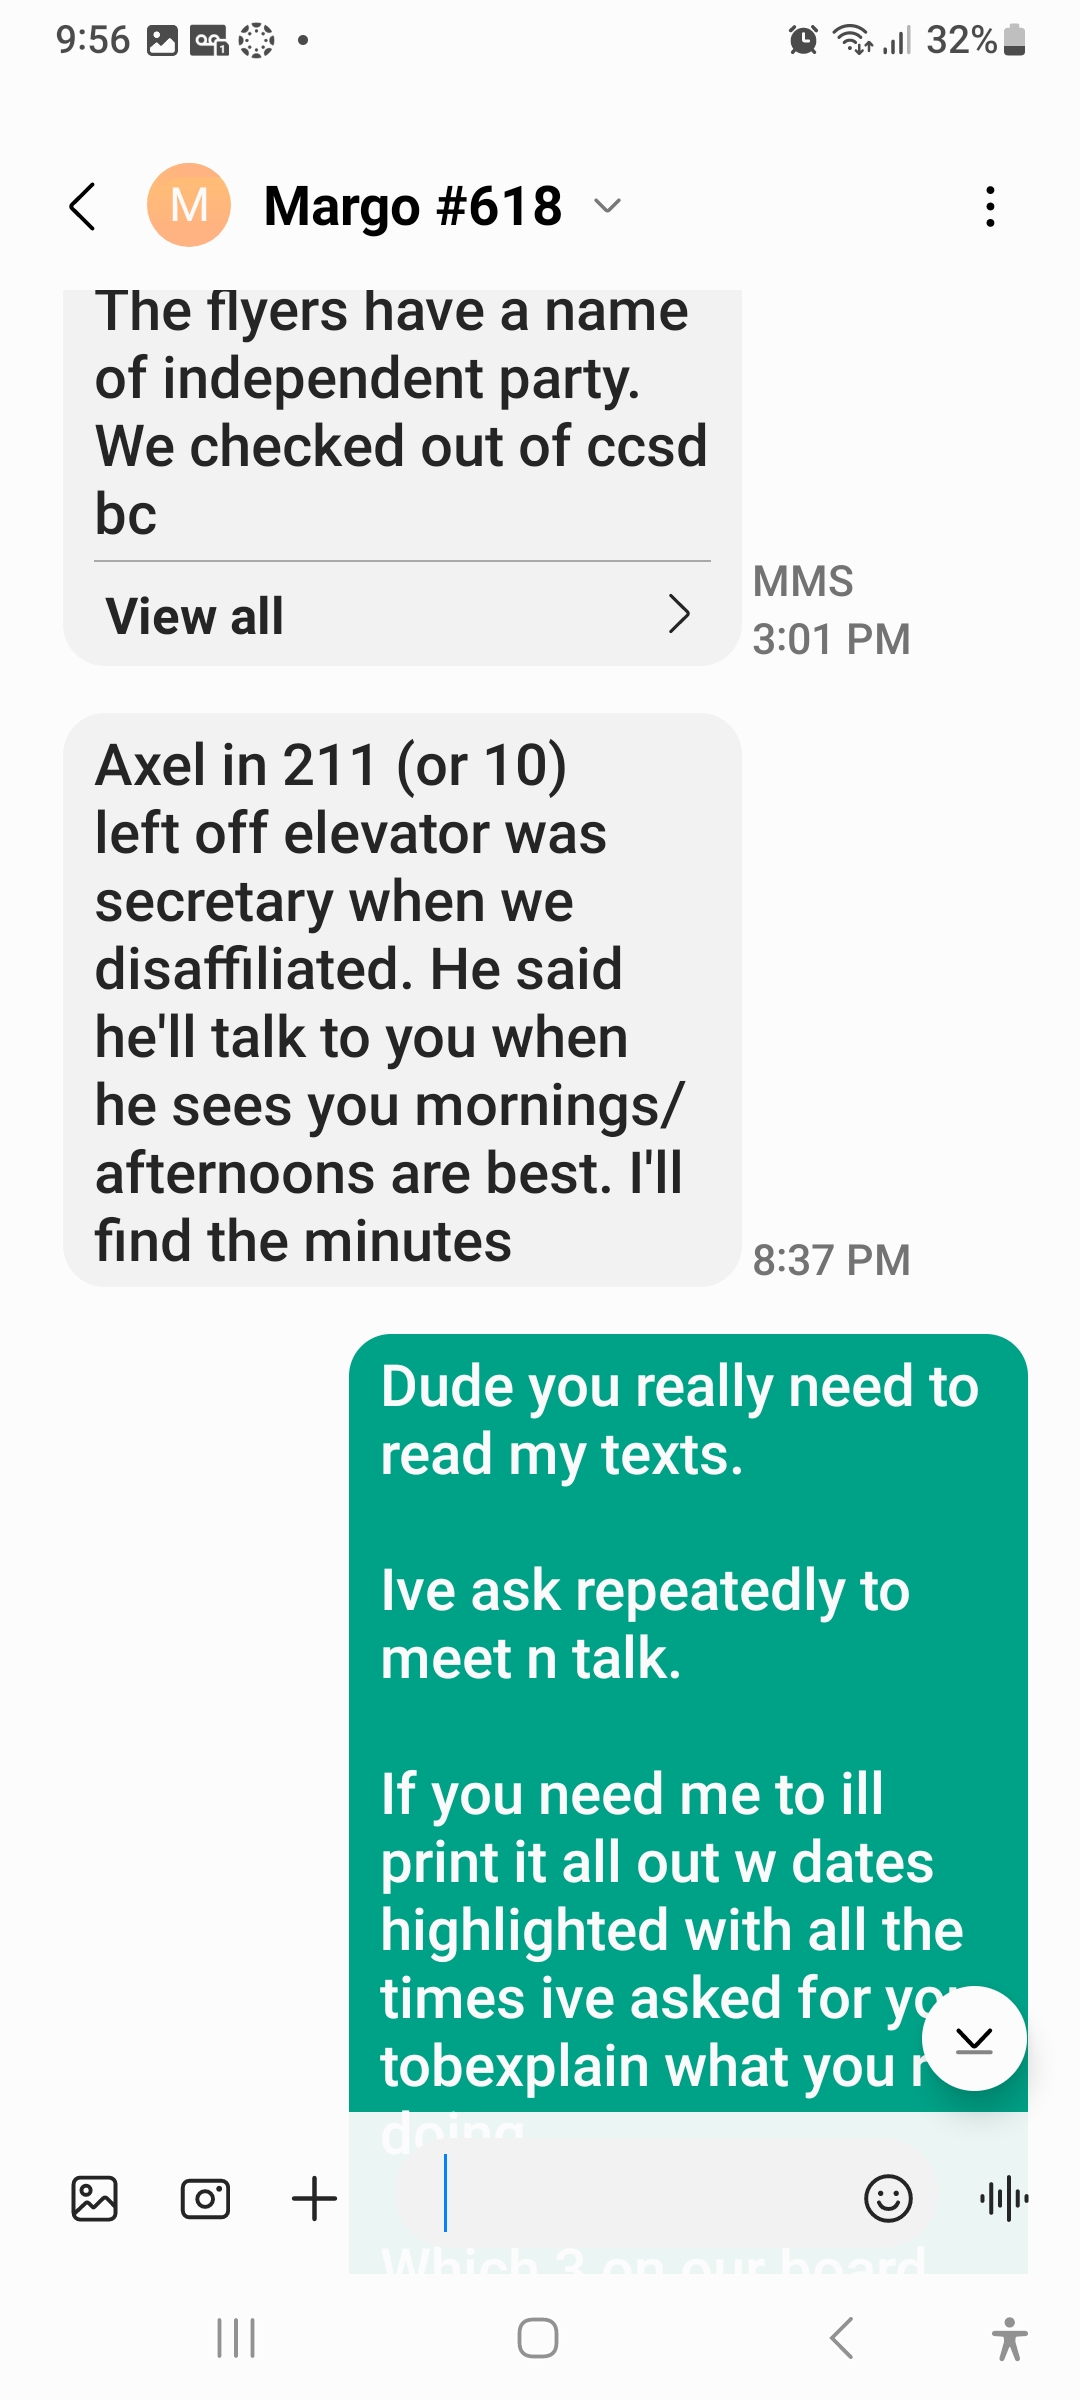 9:56
32%
M
Margo #618
The flyers have a name
of independent party.
We checked out of ccsd
bc
View all
MMS
3:01 PM
Axel in 211 (or 10)
left off elevator was
secretary when we
disaffiliated. He said
he'll talk to you when
he sees you mornings/
afternoons are best. I'll
find the minutes
8:37 PM
Dude you really need to
read my texts.
Ive ask repeatedly to
meet n talk.
If you need me to ill
print it all out w dates
highlighted with all the
times ive asked for you
tobexplain what you
doing
Which 3 on our board